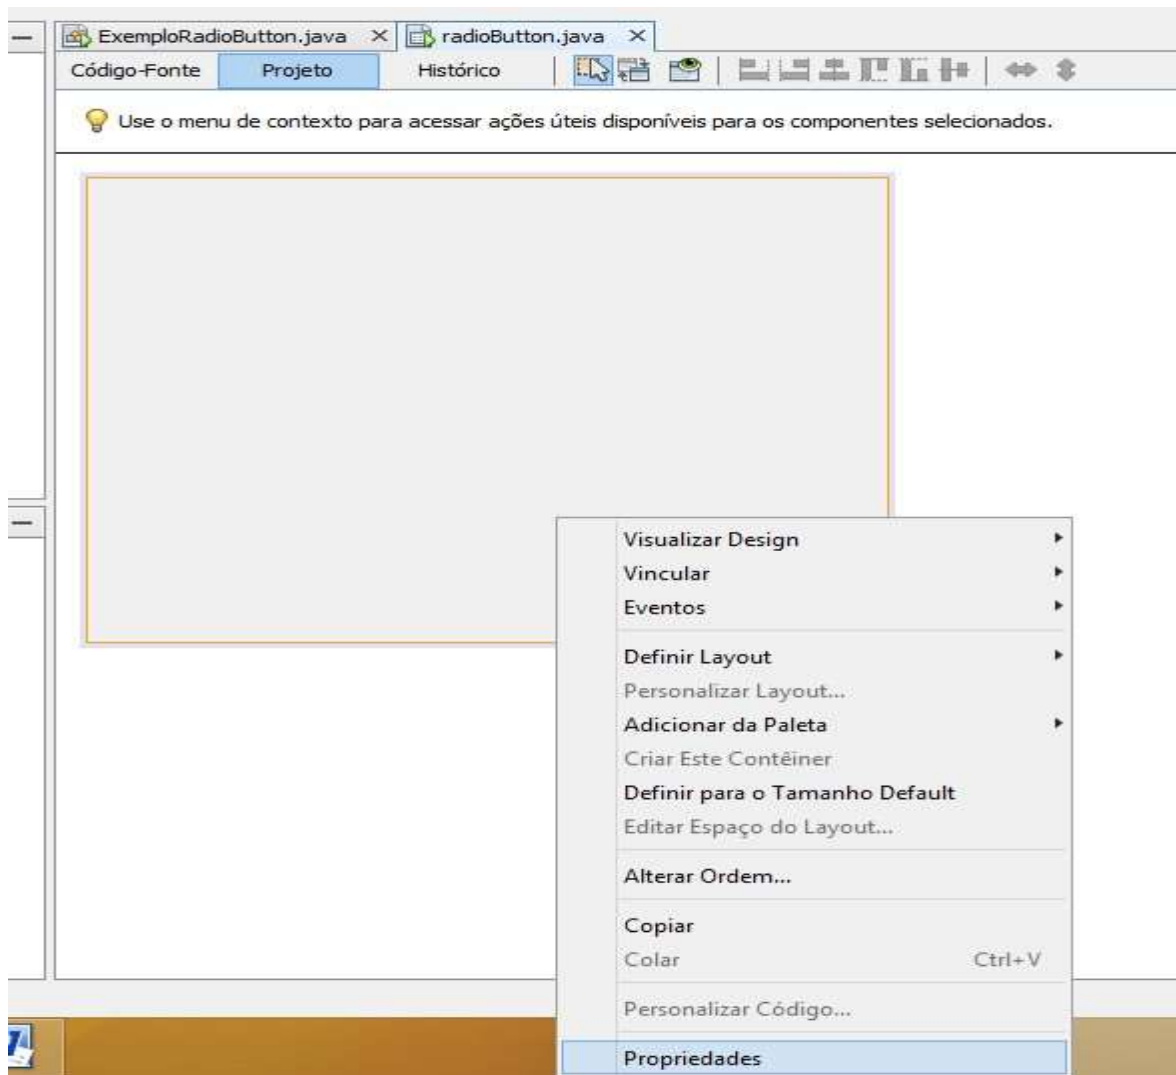 ExemploRadioButton.java radioButton.java
Código-Fonte Projeto Histórico
Use o menu de contexto para acessar ações úteis disponíveis para os componentes selecionados.
Visualizar Design
Vincular
Eventos
Definir Layout
Personalizar Layout...
Adicionar da Paleta
Criar Este Contêiner
Definir para o Tamanho Default
Editar Espaço do Layout...
Alterar Ordem...
Copiar
Colar Ctrl+V
Personalizar Código...
Propriedades